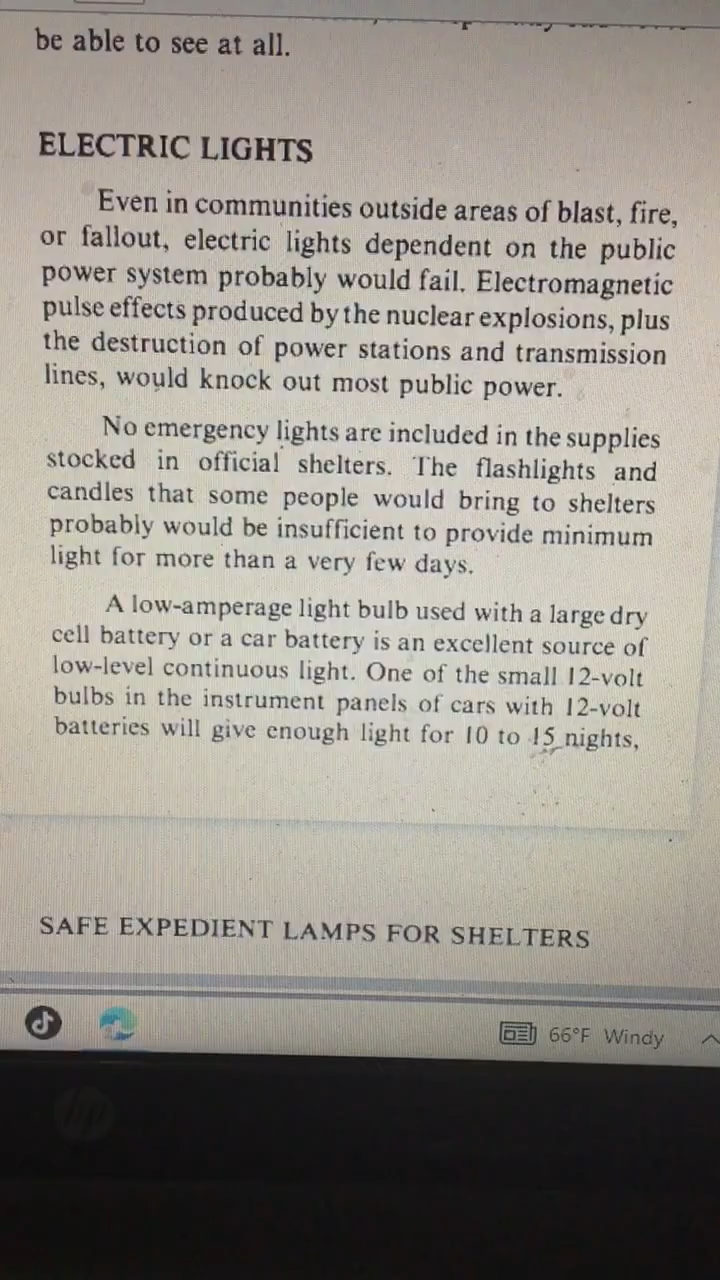 be able to see at all.
ELECTRIC LIGHTS
Even in communities outside areas of blast, fire,
or fallout, electric lights dependent on the public
power system probably would fail. Electromagnetic
pulse effects produced by the nuclear explosions, plus
the destruction of power stations and transmission
lines, would knock out most public power.
No emergency lights are included in the supplies
stocked in official shelters. The flashlights and
candles that some people would bring to shelters
probably would be insufficient to provide minimum
light for more than a very few days.
A low-amperage light bulb used with a large dry
cell battery or a car battery is an excellent source of
low-level continuous light. One of the small 12-volt
bulbs in the instrument panels of cars with 12-volt
batteries will give enough light for 10 to 15 nights,
SAFE EXPEDIENT LAMPS FOR SHELTERS
66°F Windy
hp